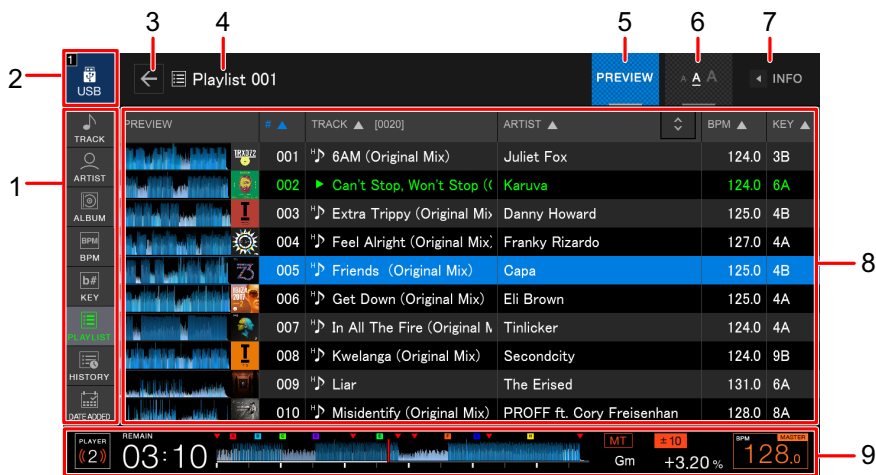 3 4 5 6 7
2 1 USB Playlist 001 PREVIEW A A A INFO
PREVIEW # TRACK [0020] ARTIST BPM KEY
1
TRACK
ARTIST
ALBUM
BPM
BPM
b#
KEY
PLAYLIST
HISTORY
DATE ADDED
TRX072 001 6AM (Original Mix) Juliet Fox 124.0 3B
002 Can't Stop, Won't Stop (( Karuva 124.0 6A
003 Extra Trippy (Original Mix Danny Howard 125.0 4B
004 Feel Alright (Original Mix) Franky Rizardo 127.0 4A
005 Friends (Original Mix) Capa 125.0 4B
8
IBIZA 2017 006 Get Down (Original Mix) Eli Brown 125.0 4A
007 In All The Fire (Original M Tinlicker 124.0 4A
008 Kwelanga (Original Mix) Secondcity 124.0 9B
009 Liar The Erised 131.0 6A
010 Misidentify (Original Mix) PROFF ft. Cory Freisenhan 128.0 8A
PLAYER
2
REMAIN
03:10
A B C D E F G H
MT ±10
Gm +3.20 %
BPM MASTER
128.0
9